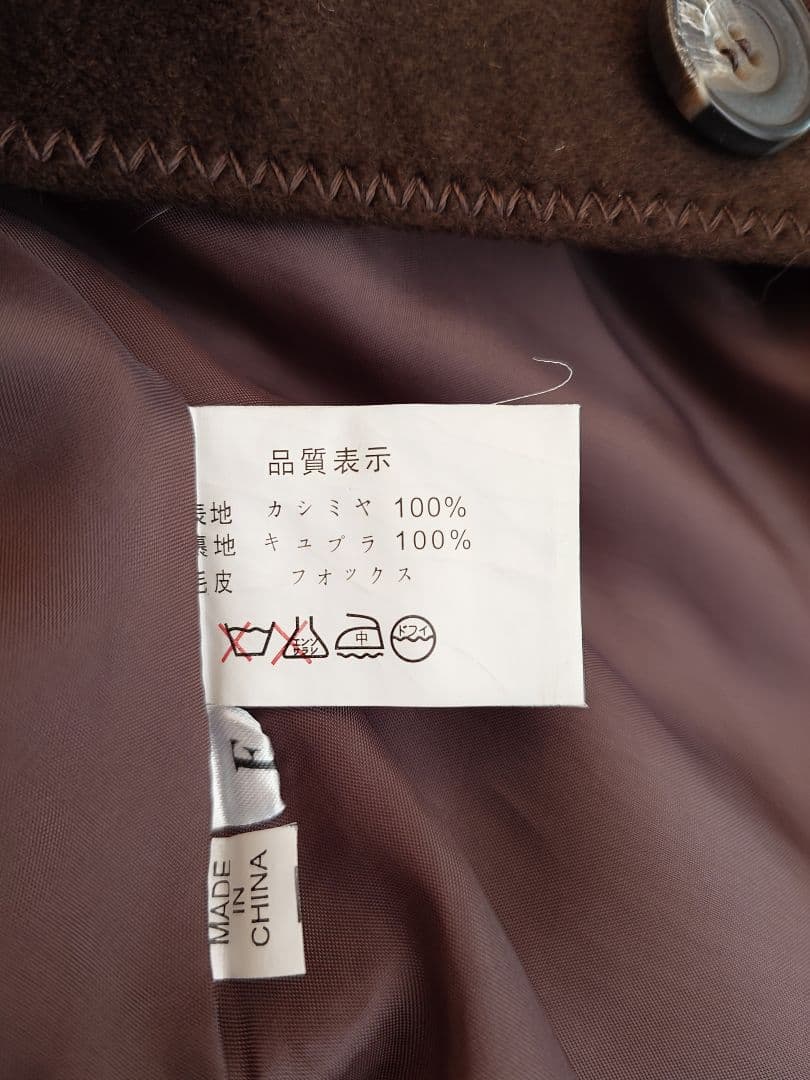 品質表示
表地 カシミヤ 100%
裏地 キュプラ 100%
毛皮 フォックス
中
ドライ
F
MADE
IN
CHINA